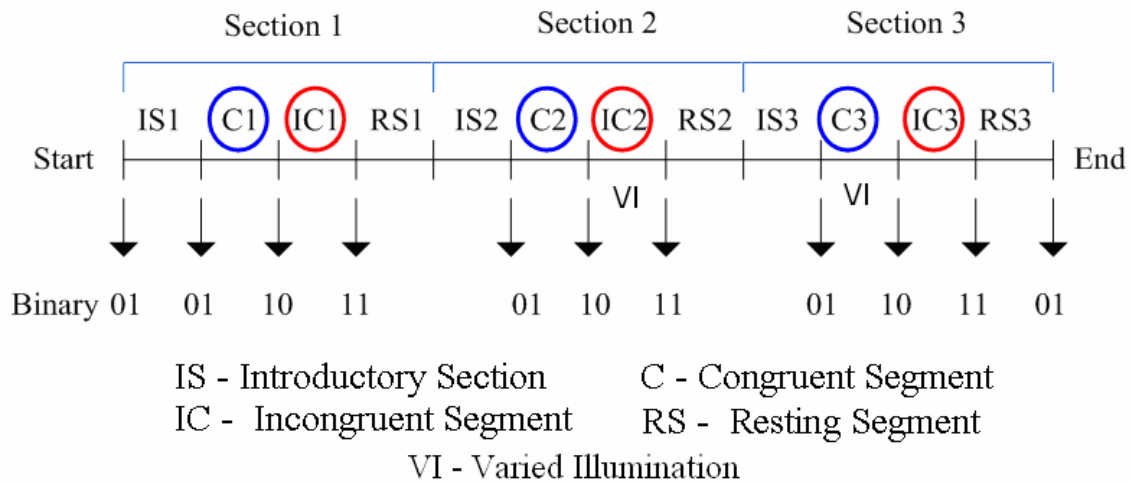 Section 1 Section 2 Section 3
IS1 C1 IC1 RS1 IS2 C2 IC2 RS2 IS3 C3 IC3 RS3
Start End
VI VI
Binary 01 01 10 11 01 10 11 01 10 11 01
IS - Introductory Section C - Congruent Segment
IC - Incongruent Segment RS - Resting Segment
VI - Varied Illumination